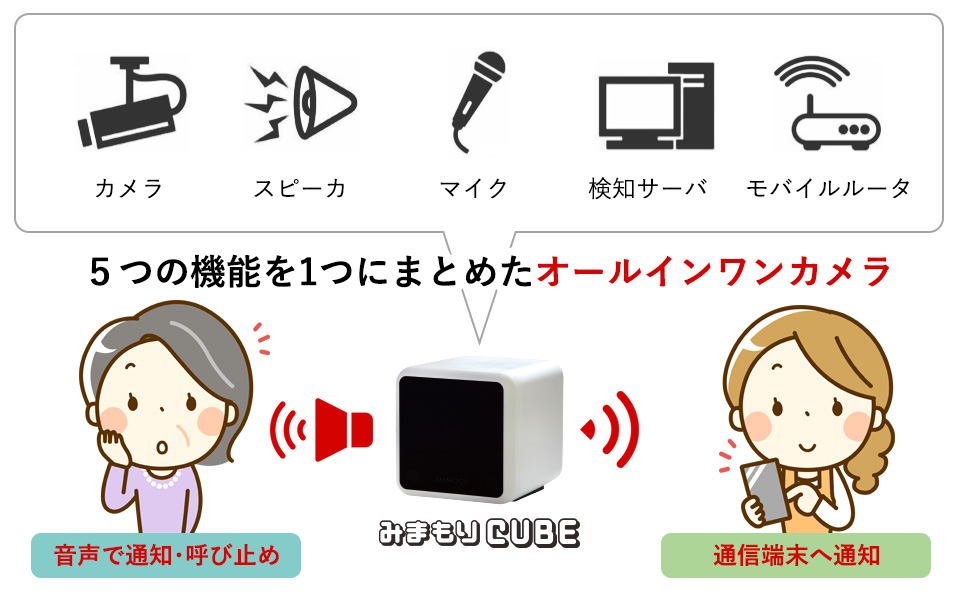 カメラ
スピーカ
マイク
検知サーバ
モバイルルータ
５つの機能を1つにまとめたオールインワンカメラ
みまもりCUBE
音声で通知･呼び止め
通信端末へ通知